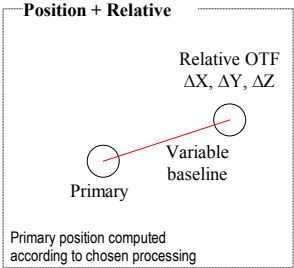 Position + Relative
Relative OTF
ΔX, ΔY, ΔZ
Variable
baseline
Primary
Primary position computed
according to chosen processing